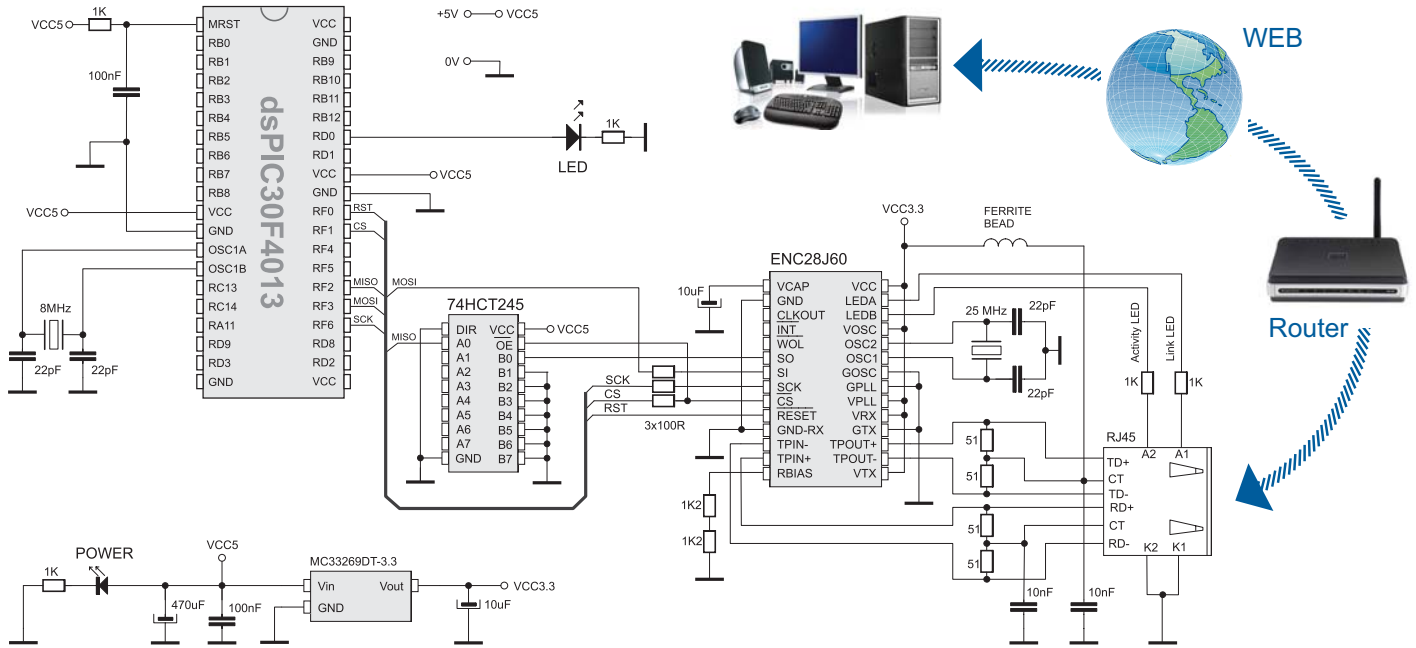 1K
VCC5
100nF
MRST
RB0
RB1
RB2
RB3
RB4
RB5
RB6
RB7
RB8
VCC
GND
OSC1A
OSC1B
RC13
RC14
RA11
RD9
RD3
GND
dsPIC30F4013
VCC
GND
RB9
RB10
RB11
RB12
RD0
RD1
VCC
GND
RF0
RF1
RF4
RF5
RF2
RF3
RF6
RD8
RD2
VCC
VCC5
8MHz
22pF
22pF
+5V
VCC5
0V
LED
1K
VCC5
RST
CS
MISO
MOSI
SCK
MOSI
MISO
74HCT245
DIR
A0
A1
A2
A3
A4
A5
A6
A7
GND
VCC
OE
B0
B1
B2
B3
B4
B5
B6
B7
VCC5
SCK
CS
RST
3x100R
10uF
ENC28J60
VCAP
GND
CLKOUT
INT
WOL
SO
SI
SCK
CS
RESET
GND-RX
TPIN-
TPIN+
RBIAS
VCC
LEDA
LEDB
VOSC
OSC2
OSC1
GOSC
GPLL
VPLL
VRX
GTX
TPOUT+
TPOUT-
VTX
1K2
1K2
VCC3.3
FERRITE
BEAD
25 MHz
22pF
22pF
Activity LED
Link LED
1K
1K
51
51
51
51
RJ45
A2 A1
TD+
CT
TD-
RD+
CT
RD-
K2 K1
10nF
10nF
WEB
Router
POWER
1K
VCC5
470uF
100nF
MC33269DT-3.3
Vin
Vout
GND
VCC3.3
10uF